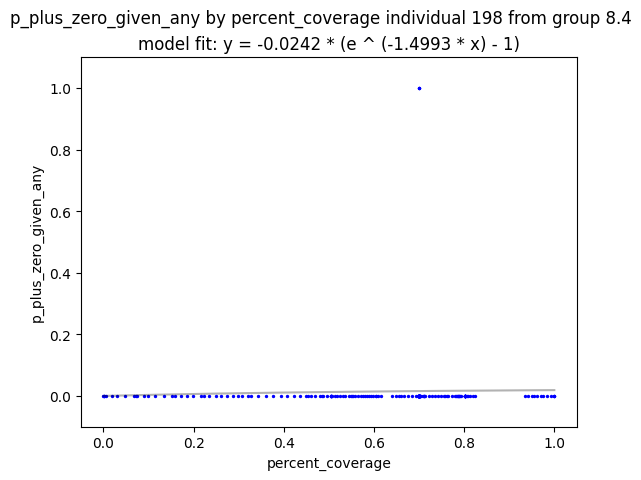 p_plus_zero_given_any by percent_coverage individual 198 from group 8.4
model fit: y = -0.0242 * (e ^ (-1.4993 * x) - 1)
1.0
0.8
0.6
0.4
0.2
0.0
p_plus_zero_given_any
0.0 0.2 0.4 0.6 0.8 1.0
percent_coverage